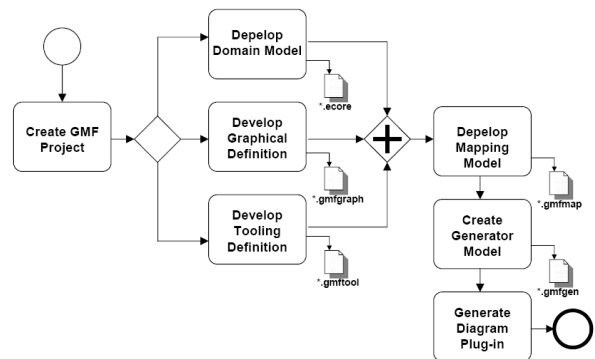 Depelop
Domain Model
*.ecore
Create GMF
Project
Develop
Graphical
Definition
*.gmfgraph
Depelop
Mapping
Model
*.gmfmap
Develop
Tooling
Definition
*.gmftool
Create
Generator
Model
*.gmfgen
Generate
Diagram
Plug-in